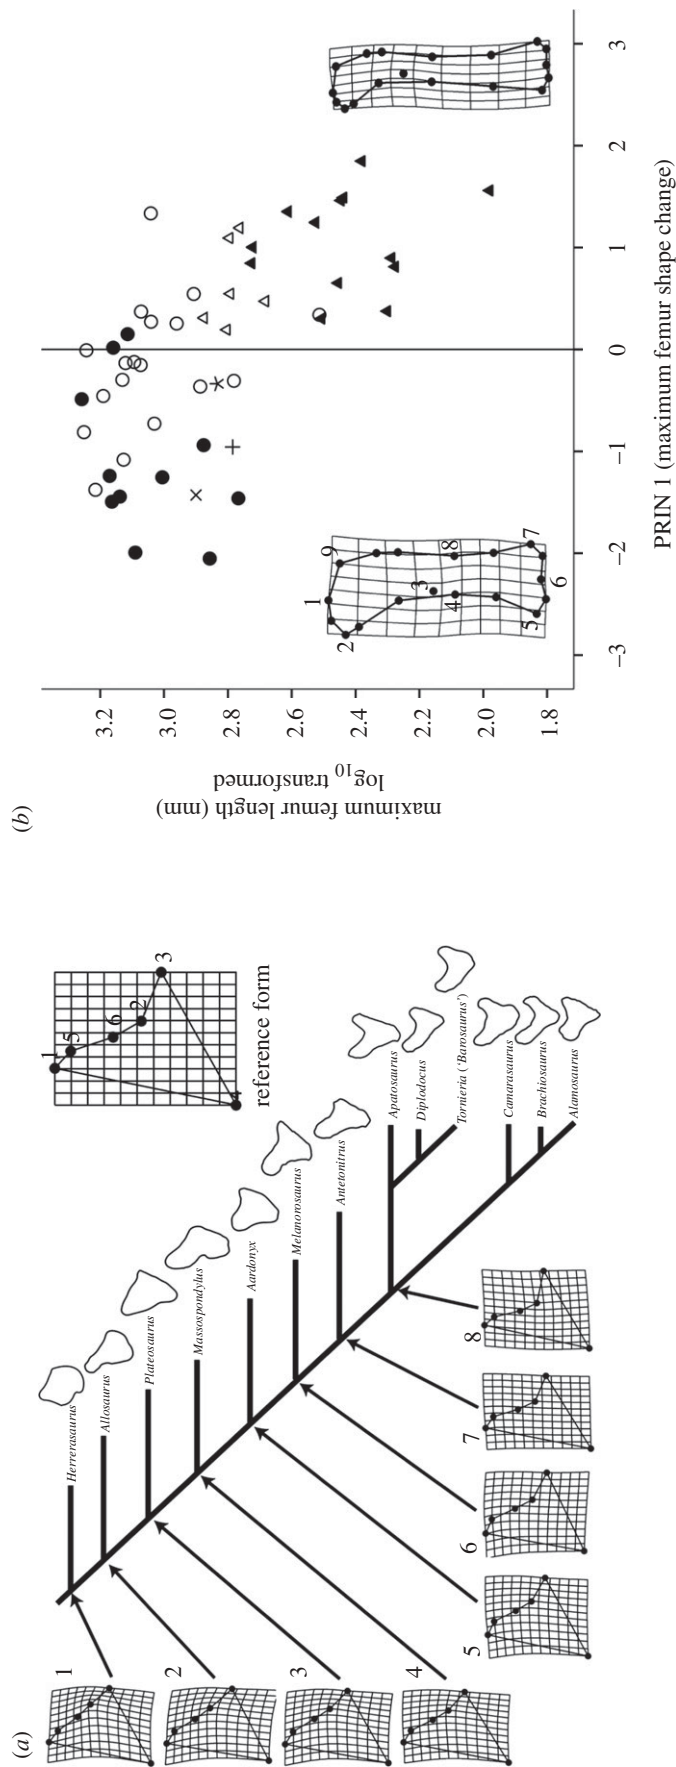 (a)
1
2
3
4
5
6
7
8
Herrerasaurus
Allosaurus
Plateosaurus
Massospondylus
Aardonyx
Melanorosaurus
Antetonitrus
Apatosaurus
Diplodocus
Tornieria ('Barosaurus')
Camarasaurus
Brachiosaurus
Alamosaurus
1
5
6
2
3
4
reference form
(b)
maximum femur length (mm)
log10 transformed
3.2
3.0
2.8
2.6
2.4
2.2
2.0
1.8
1
9
2
3
4
8
5
6
7
−3
−2
−1
0
1
2
3
PRIN 1 (maximum femur shape change)